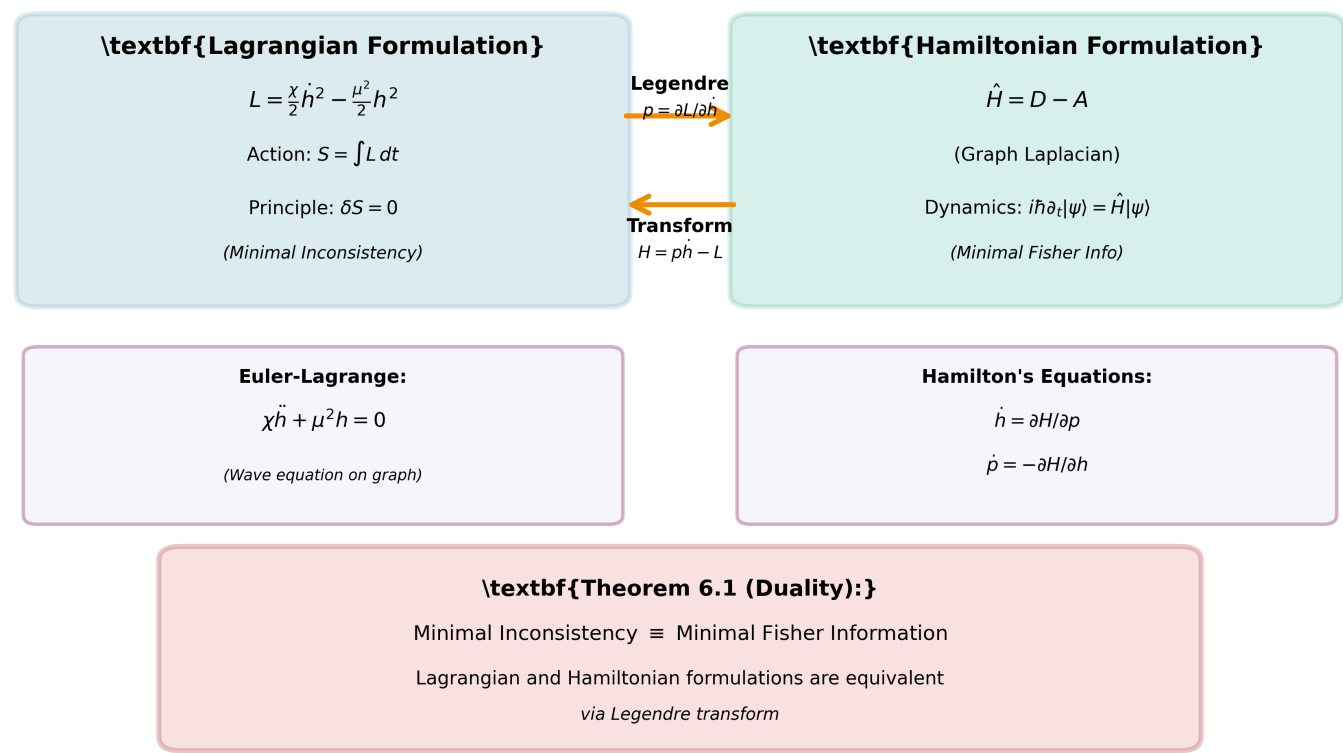 \textbf{Lagrangian Formulation}
L = χ/2 ḣ² − μ²/2 h²
Action: S = ∫ L dt
Principle: δS = 0
(Minimal Inconsistency)
Legendre
p = ∂L/∂ḣ
Transform
H = pḣ − L
\textbf{Hamiltonian Formulation}
Ĥ = D − A
(Graph Laplacian)
Dynamics: iħ∂ₜ|ψ⟩ = Ĥ|ψ⟩
(Minimal Fisher Info)
Euler-Lagrange:
χḧ + μ²h = 0
(Wave equation on graph)
Hamilton's Equations:
ḣ = ∂H/∂p
ṗ = −∂H/∂h
\textbf{Theorem 6.1 (Duality):}
Minimal Inconsistency ≡ Minimal Fisher Information
Lagrangian and Hamiltonian formulations are equivalent
via Legendre transform